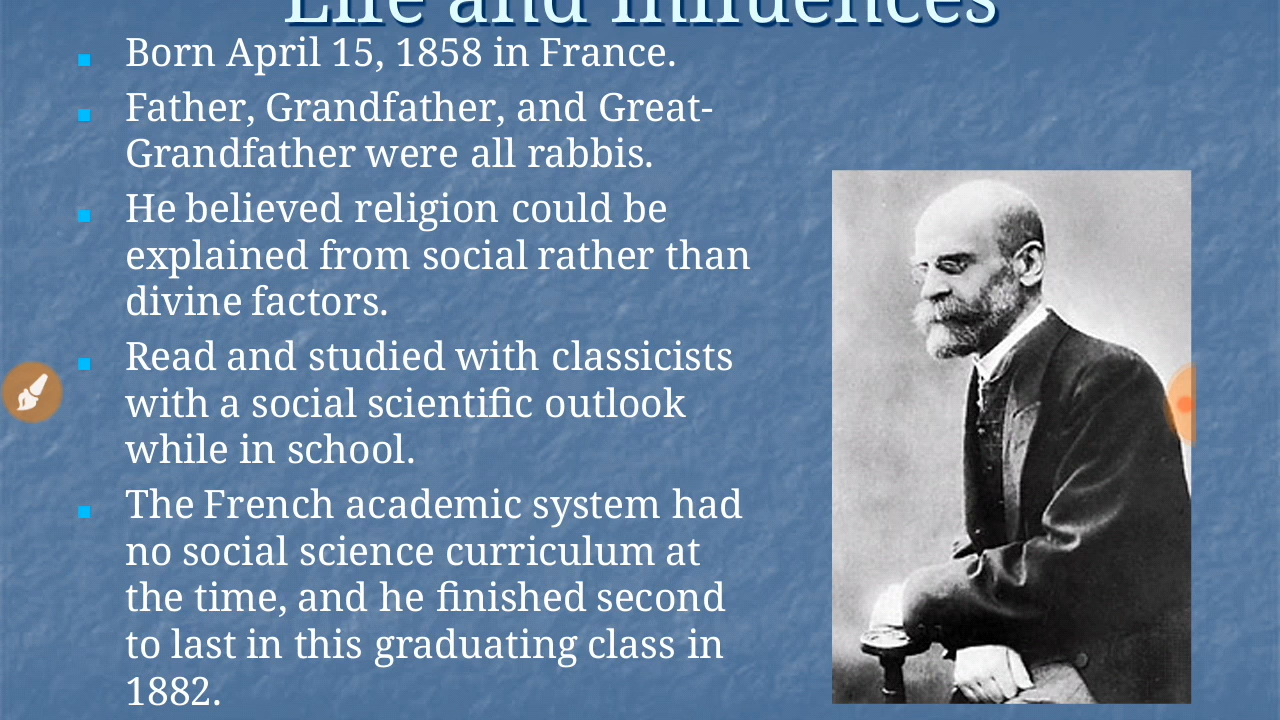 Life and Influences
Born April 15, 1858 in France.
Father, Grandfather, and Great-
Grandfather were all rabbis.
He believed religion could be
explained from social rather than
divine factors.
Read and studied with classicists
with a social scientific outlook
while in school.
The French academic system had
no social science curriculum at
the time, and he finished second
to last in this graduating class in
1882.